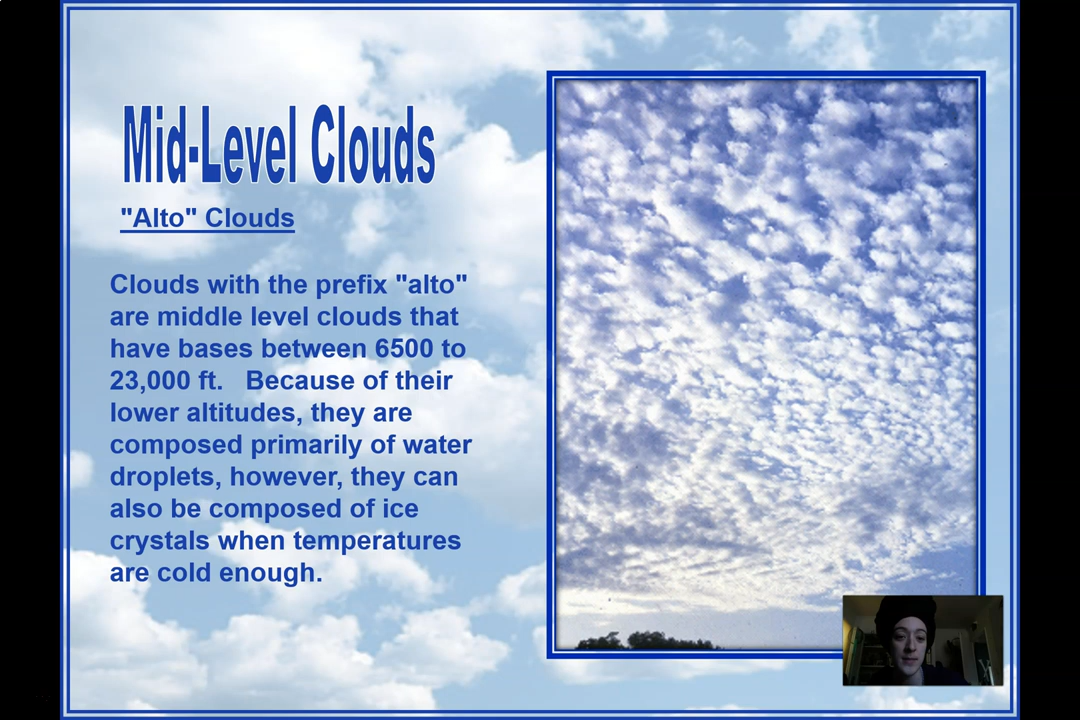 Mid-Level Clouds
"Alto" Clouds
Clouds with the prefix "alto"
are middle level clouds that
have bases between 6500 to
23,000 ft.   Because of their
lower altitudes, they are
composed primarily of water
droplets, however, they can
also be composed of ice
crystals when temperatures
are cold enough.